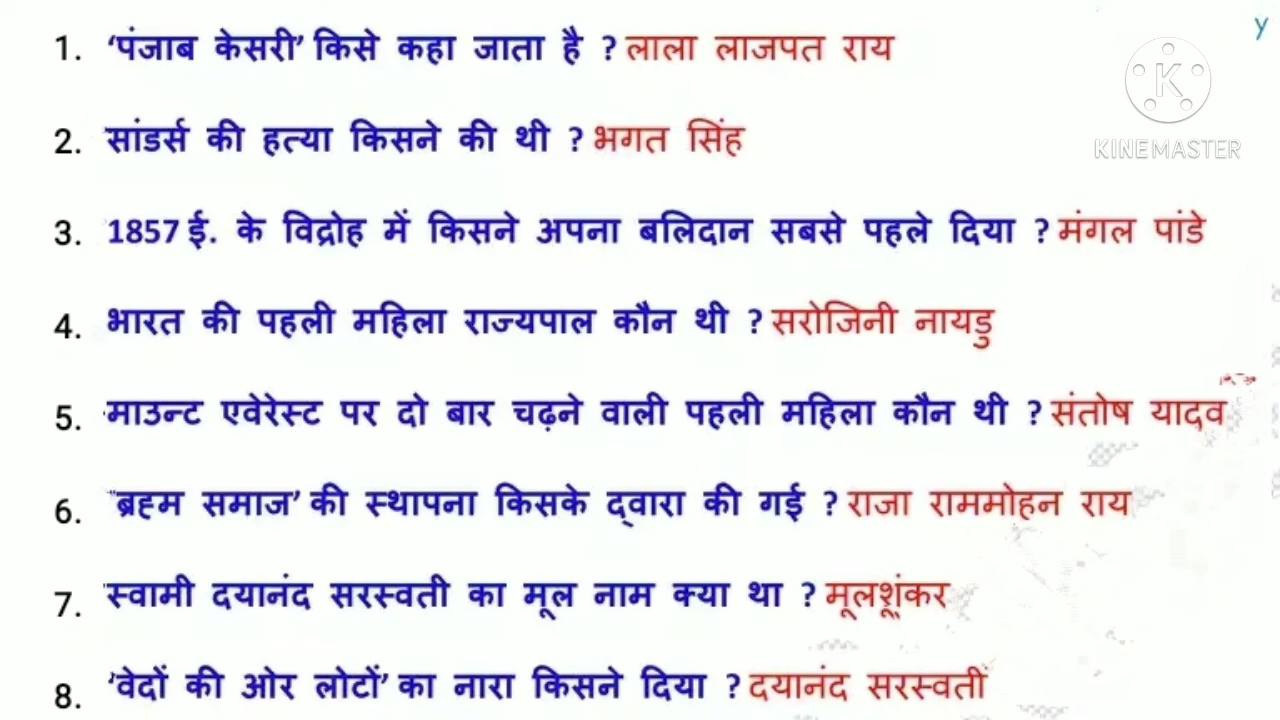 1. ‘पंजाब केसरी’ किसे कहा जाता है ? लाला लाजपत राय
y
K
KINEMASTER
2. सांडर्स की हत्या किसने की थी ? भगत सिंह
3. 1857 ई. के विद्रोह में किसने अपना बलिदान सबसे पहले दिया ? मंगल पांडे
4. भारत की पहली महिला राज्यपाल कौन थी ? सरोजिनी नायडु
5. माउन्ट एवेरेस्ट पर दो बार चढ़ने वाली पहली महिला कौन थी ? संतोष यादव
6. ‘ब्रह्म समाज’ की स्थापना किसके द्वारा की गई ? राजा राममोहन राय
7. स्वामी दयानंद सरस्वती का मूल नाम क्या था ? मूलशूंकर
8. ‘वेदों की ओर लोटों’ का नारा किसने दिया ? दयानंद सरस्वती